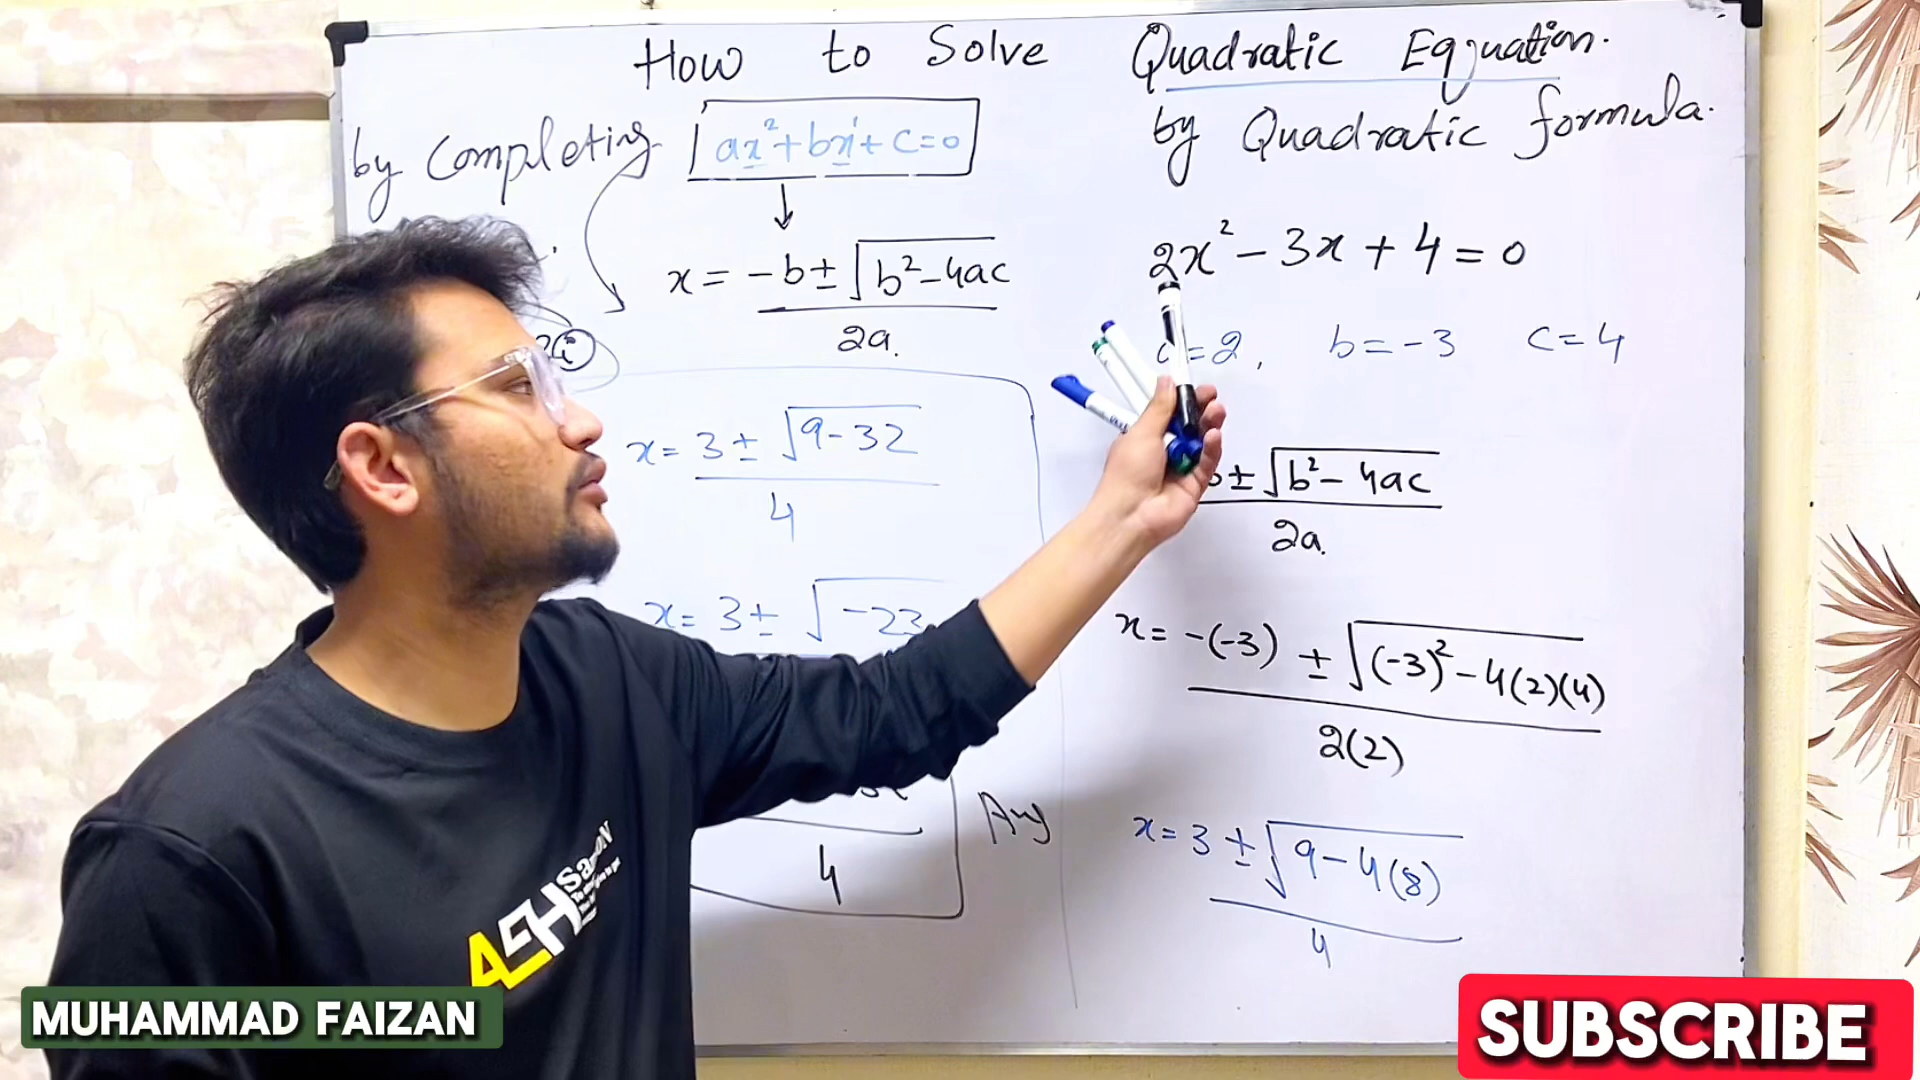 How to Solve Quadratic Equation.
by Quadratic formula.
by Completing
ax²+bx¹+c=0
x = -b±√b²-4ac
2a.
x= 3 ± √9-32
4
x= 3± √-23
4
Ans
2x² - 3x + 4 = 0
=2, b=-3 c=4
± √b²-4ac
2a.
x= -(-3) ± √(-3)²-4(2)(4)
2(2)
x= 3 ± √9-4(8)
4
MUHAMMAD FAIZAN
SUBSCRIBE